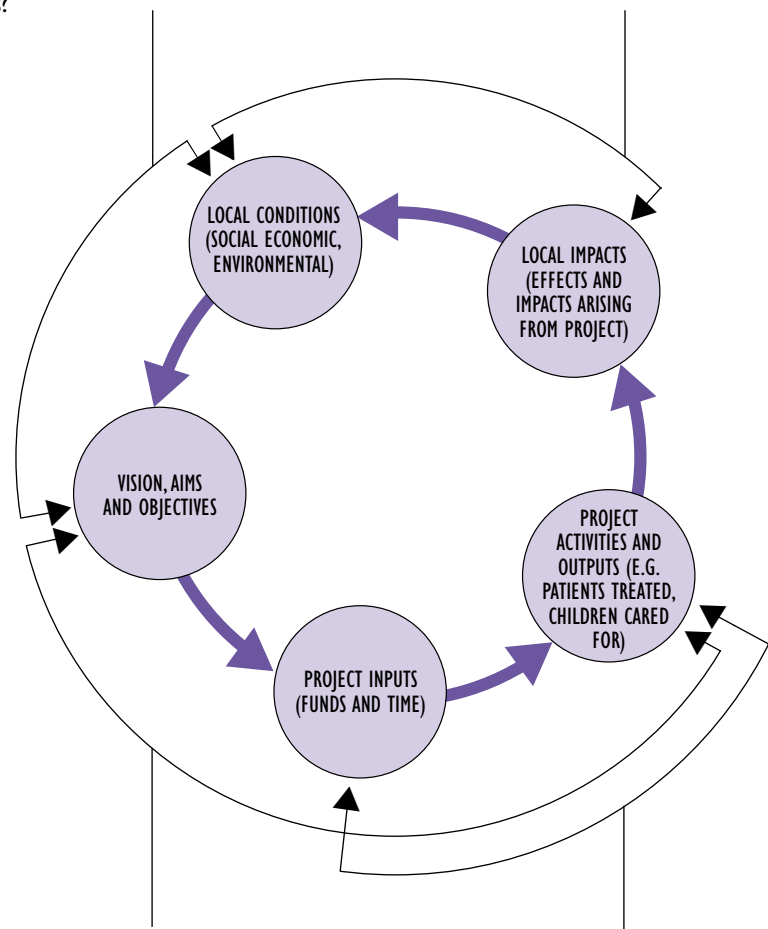 LOCAL CONDITIONS
(SOCIAL ECONOMIC,
ENVIRONMENTAL)
LOCAL IMPACTS
(EFFECTS AND
IMPACTS ARISING
FROM PROJECT)
VISION, AIMS
AND OBJECTIVES
PROJECT
ACTIVITIES AND
OUTPUTS (E.G.
PATIENTS TREATED,
CHILDREN CARED
FOR)
PROJECT INPUTS
(FUNDS AND TIME)